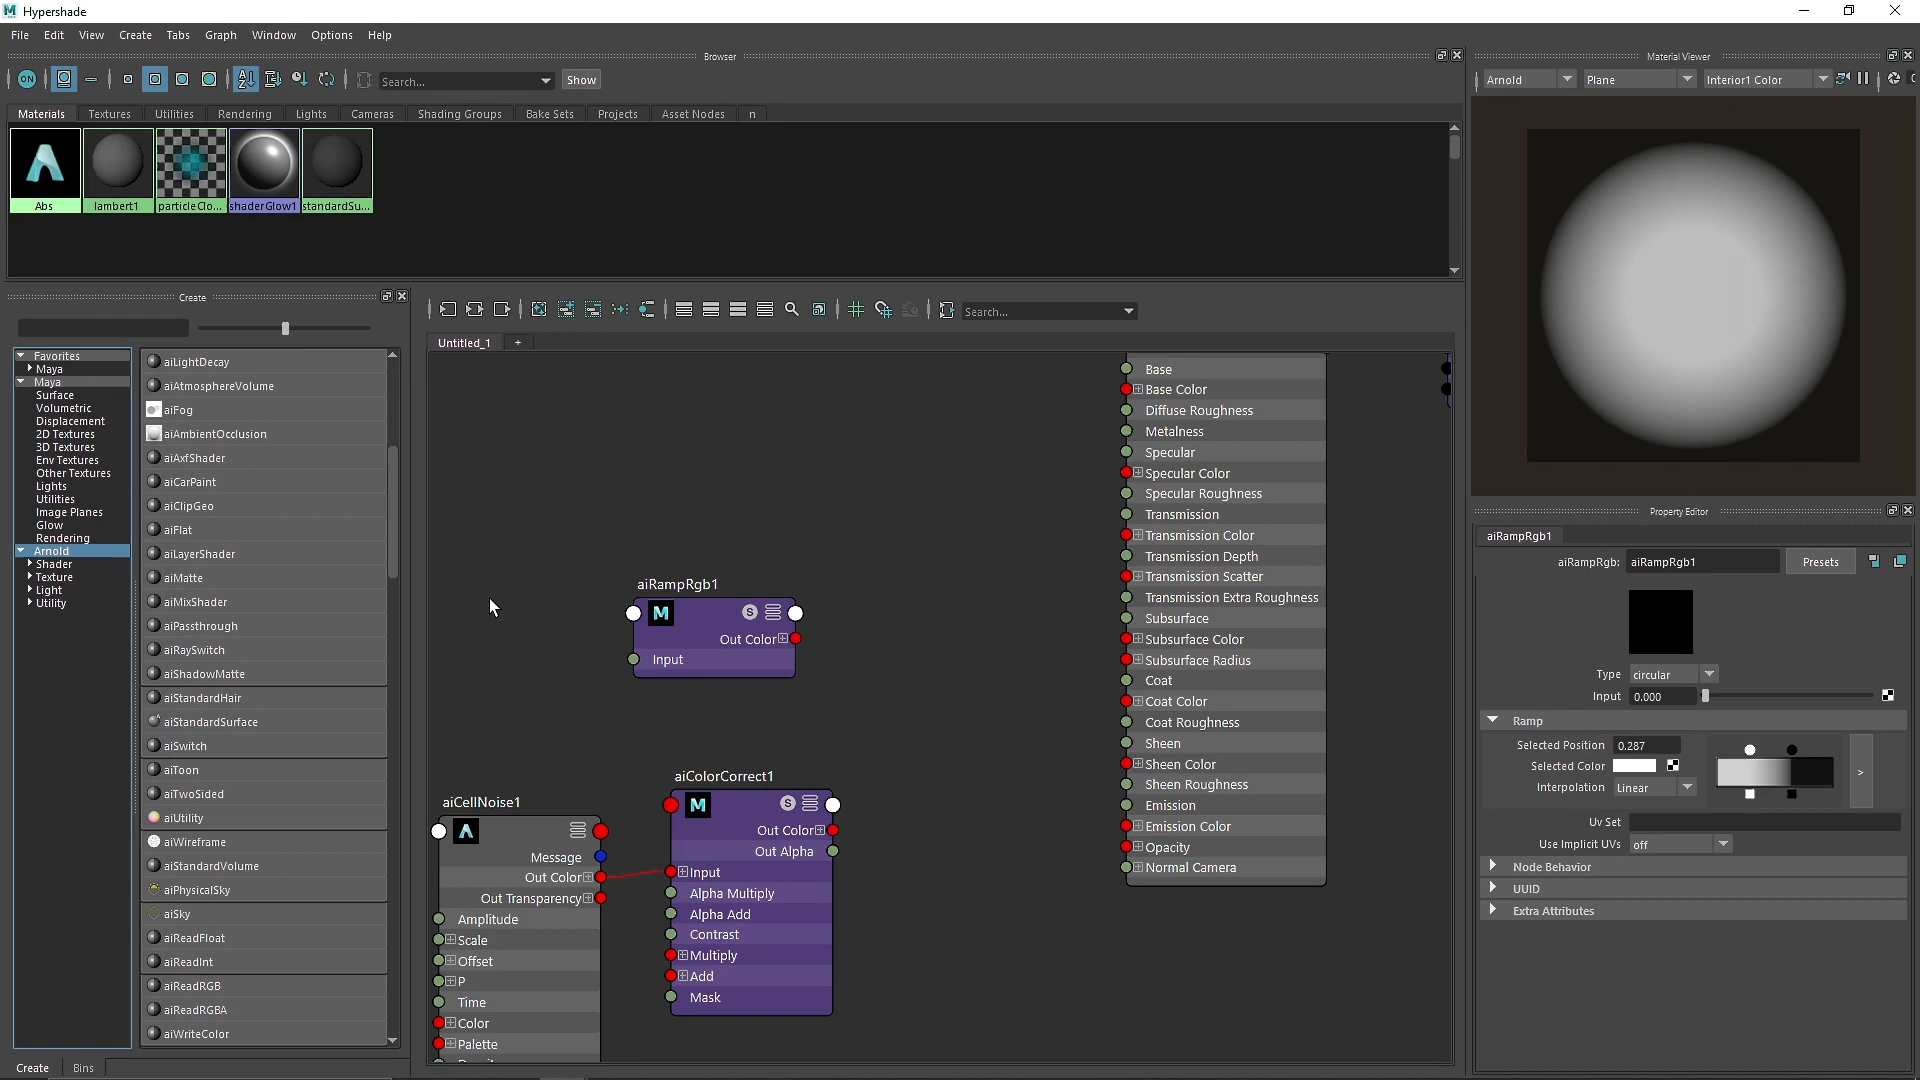 Hypershade
File Edit View Create Tabs Graph Window Options Help
Browser
ON Search... Show
Materials Textures Utilities Rendering Lights Cameras Shading Groups Bake Sets Projects Asset Nodes n
Abs lambert1 particleClo... shaderGlow1 standardSu...
Material Viewer
Arnold Plane Interior1 Color
Create
Favorites
Maya
Maya
Surface
Volumetric
Displacement
2D Textures
3D Textures
Env Textures
Other Textures
Lights
Utilities
Image Planes
Glow
Rendering
Arnold
Shader
Texture
Light
Utility
aiLightDecay
aiAtmosphereVolume
aiFog
aiAmbientOcclusion
aiAxfShader
aiCarPaint
aiClipGeo
aiFlat
aiLayerShader
aiMatte
aiMixShader
aiPassthrough
aiRaySwitch
aiShadowMatte
aiStandardHair
aiStandardSurface
aiSwitch
aiToon
aiTwoSided
aiUtility
aiWireframe
aiStandardVolume
aiPhysicalSky
aiSky
aiReadFloat
aiReadInt
aiReadRGB
aiReadRGBA
aiWriteColor
Create Bins
Search...
Untitled_1 +
aiRampRgb1
M S
Out Color
Input
aiCellNoise1
Message
Out Color
Out Transparency
Amplitude
Scale
Offset
P
Time
Color
Palette
aiColorCorrect1
M S
Out Color
Out Alpha
Input
Alpha Multiply
Alpha Add
Contrast
Multiply
Add
Mask
Base
Base Color
Diffuse Roughness
Metalness
Specular
Specular Color
Specular Roughness
Transmission
Transmission Color
Transmission Depth
Transmission Scatter
Transmission Extra Roughness
Subsurface
Subsurface Color
Subsurface Radius
Coat
Coat Color
Coat Roughness
Sheen
Sheen Color
Sheen Roughness
Emission
Emission Color
Opacity
Normal Camera
Property Editor
aiRampRgb1
aiRampRgb: aiRampRgb1 Presets
Type circular
Input 0.000
Ramp
Selected Position 0.287
Selected Color
Interpolation Linear
>
Uv Set
Use Implicit UVs off
Node Behavior
UUID
Extra Attributes